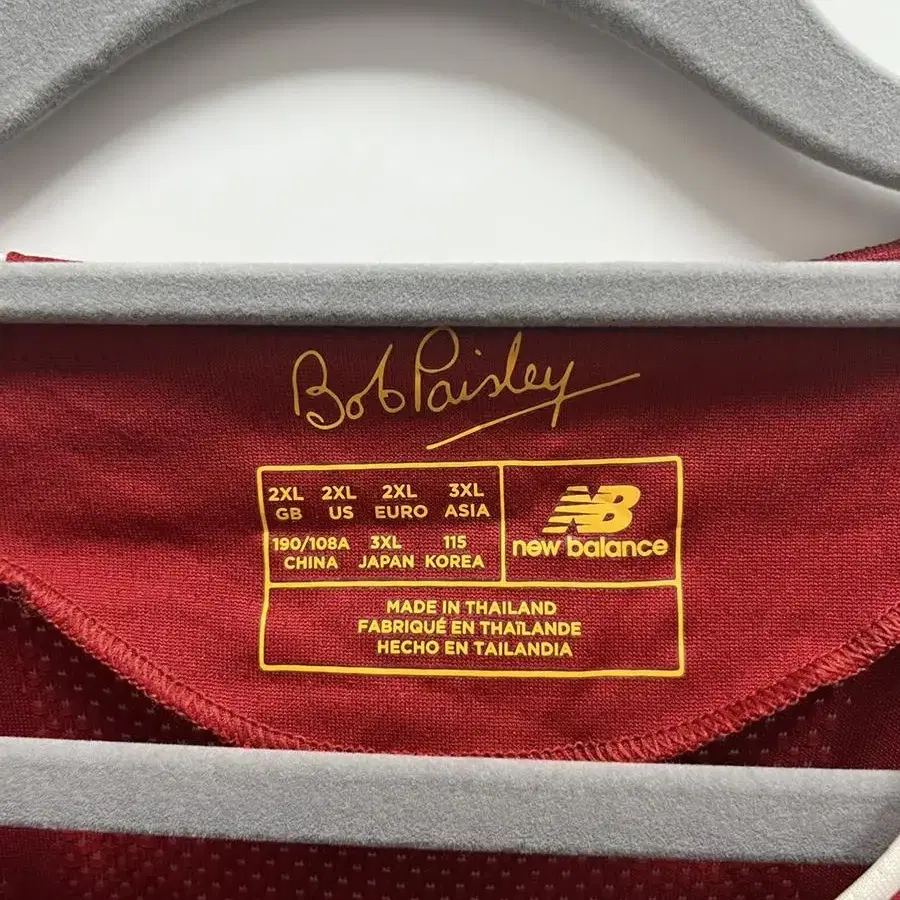 Bob Paisley
2XL 2XL 2XL 3XL
GB US EURO ASIA
190/108A 3XL 115
CHINA JAPAN KOREA
NB
new balance
MADE IN THAILAND
FABRIQUÉ EN THAÏLANDE
HECHO EN TAILANDIA